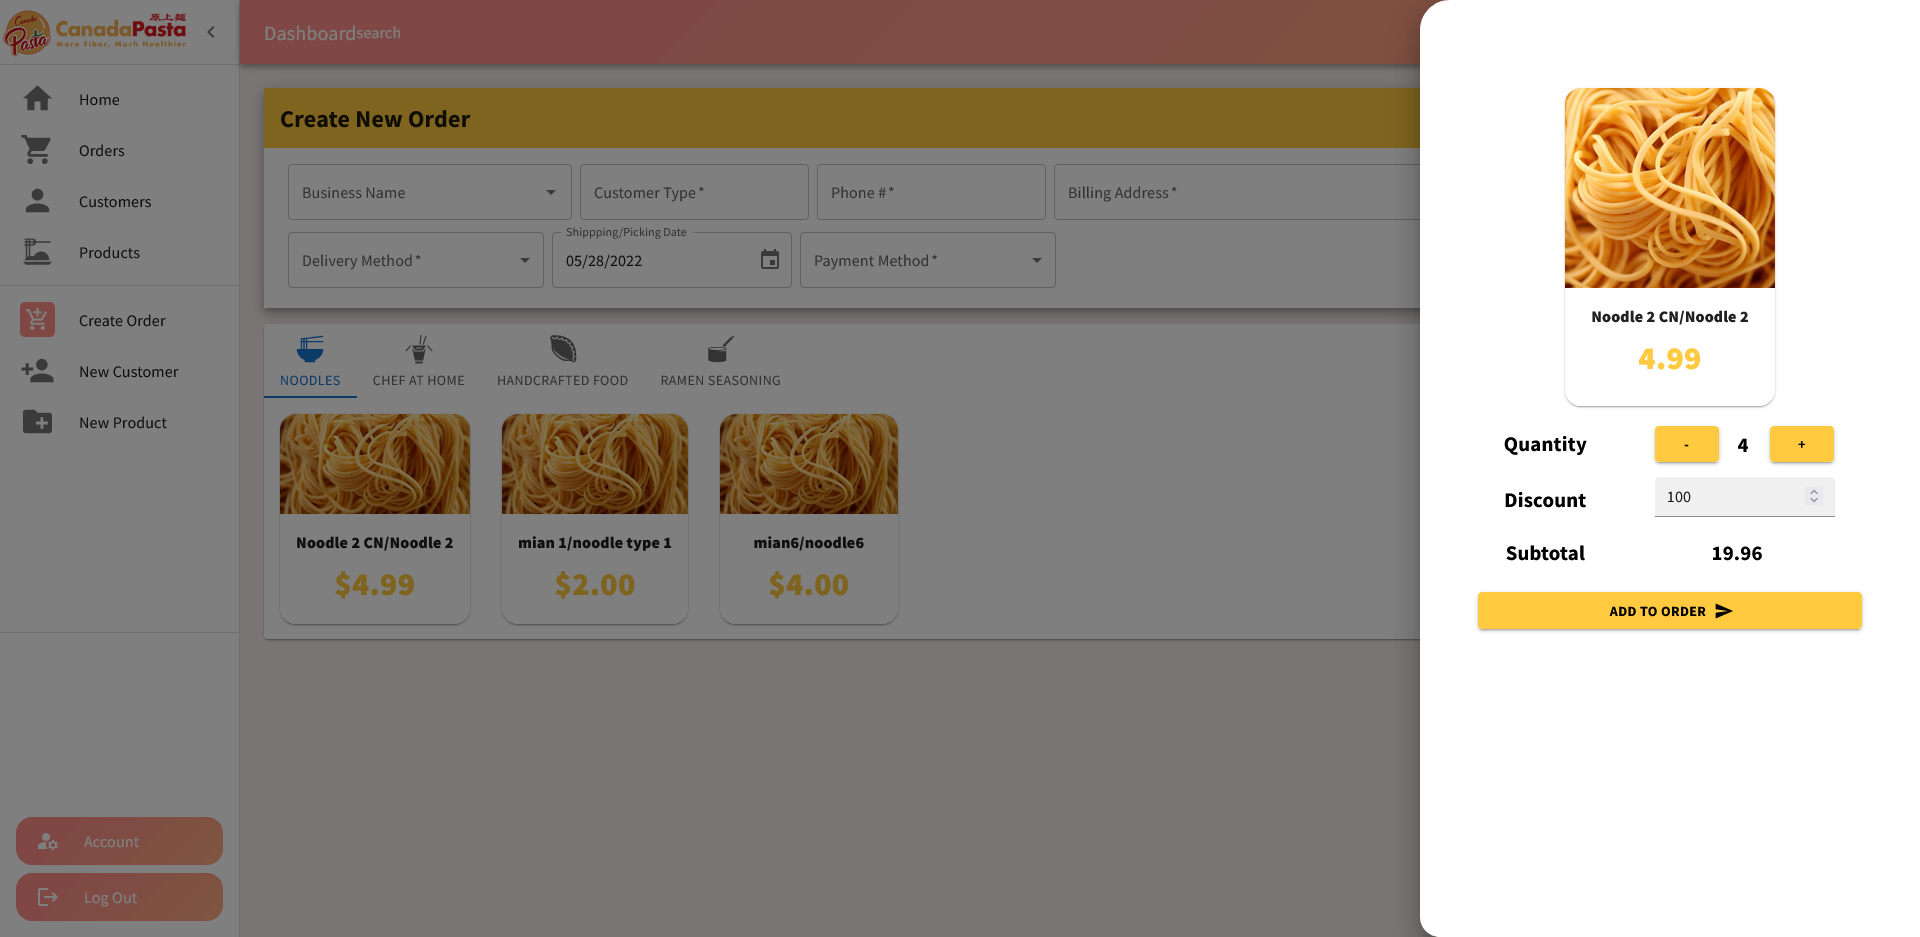 Canada
Pasta
原上麵
CanadaPasta
More Fiber, Much Healthier
Dashboardsearch
Home
Orders
Customers
Products
Create Order
New Customer
New Product
Account
Log Out
Create New Order
Business Name
Customer Type *
Phone # *
Billing Address *
Delivery Method *
Shippping/Picking Date
05/28/2022
Payment Method *
NOODLES
CHEF AT HOME
HANDCRAFTED FOOD
RAMEN SEASONING
Noodle 2 CN/Noodle 2
$4.99
mian 1/noodle type 1
$2.00
mian6/noodle6
$4.00
Noodle 2 CN/Noodle 2
4.99
Quantity - 4 +
Discount 100
Subtotal 19.96
ADD TO ORDER